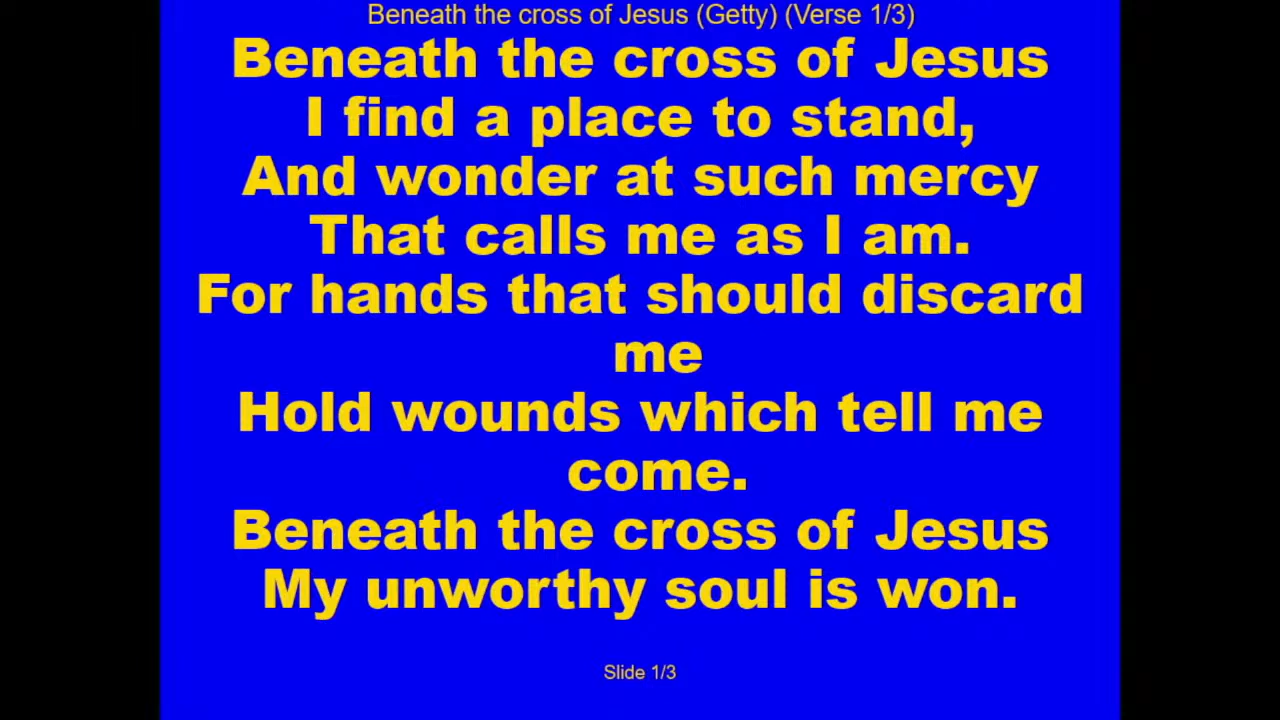 Beneath the cross of Jesus (Getty) (Verse 1/3)
Beneath the cross of Jesus
I find a place to stand,
And wonder at such mercy
That calls me as I am.
For hands that should discard
me
Hold wounds which tell me
come.
Beneath the cross of Jesus
My unworthy soul is won.
Slide 1/3